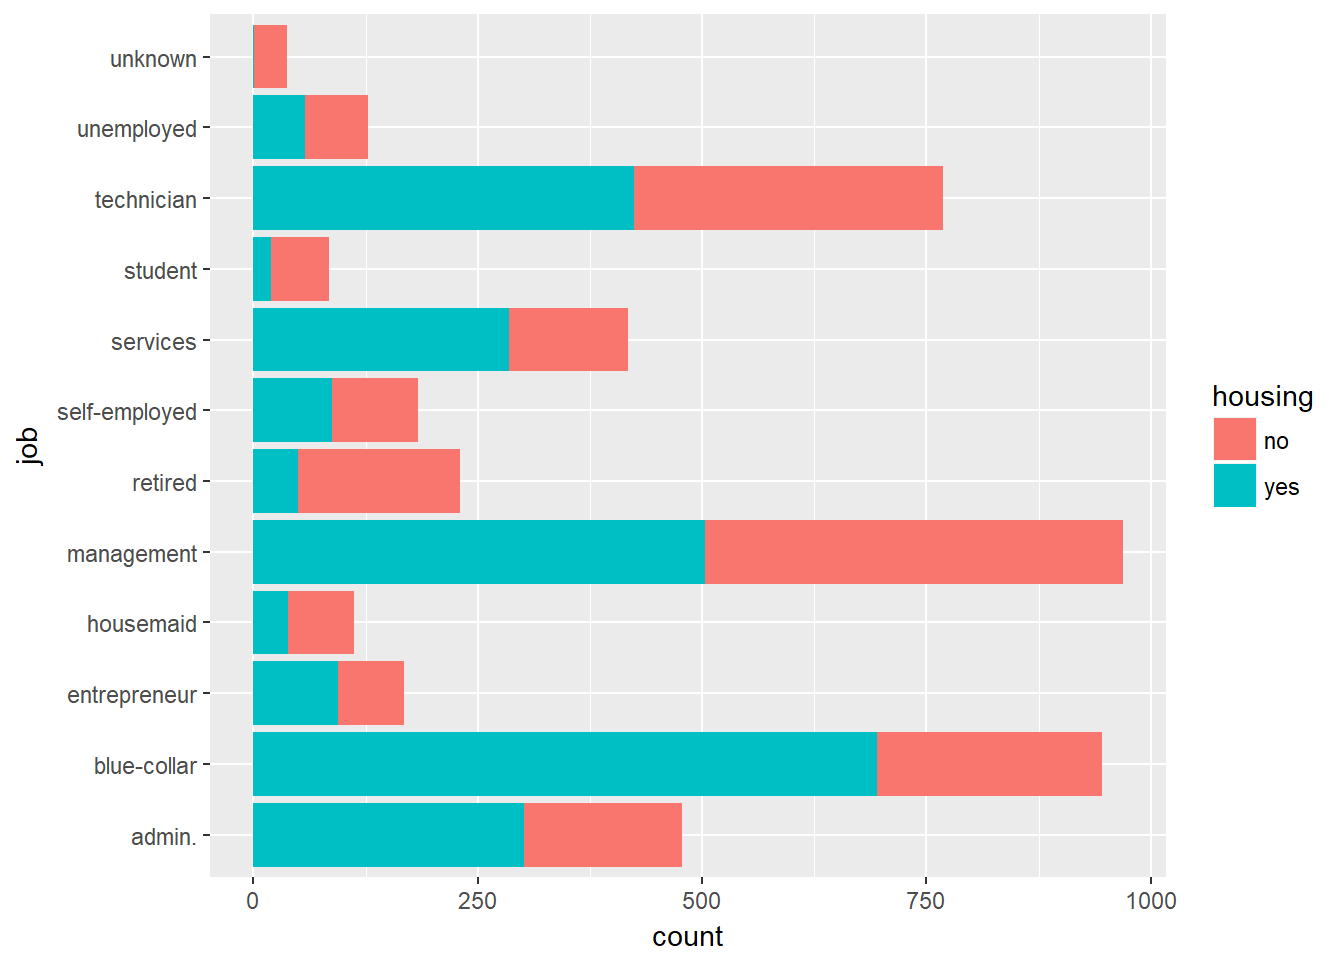 unknown
unemployed
technician
student
services
self-employed
retired
management
housemaid
entrepreneur
blue-collar
admin.
job
0 250 500 750 1000
count
housing
no
yes